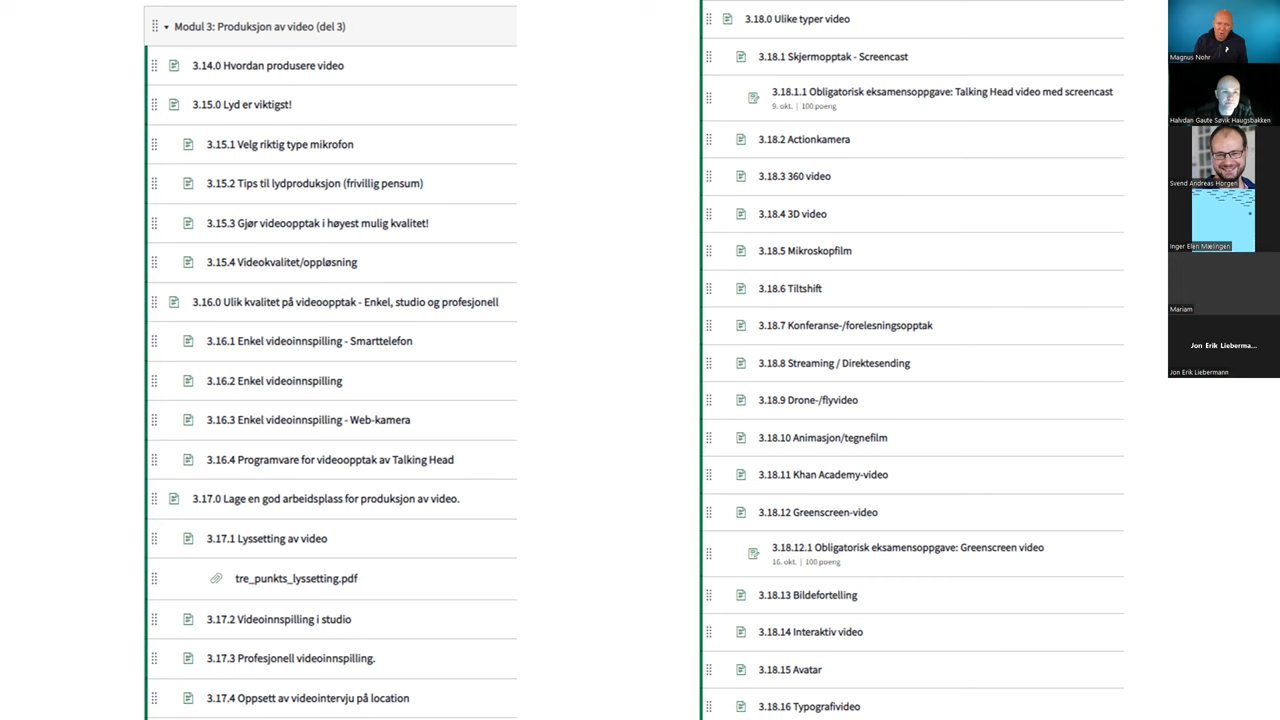 Modul 3: Produksjon av video (del 3)
3.14.0 Hvordan produsere video
3.15.0 Lyd er viktigst!
3.15.1 Velg riktig type mikrofon
3.15.2 Tips til lydproduksjon (frivillig pensum)
3.15.3 Gjør videoopptak i høyest mulig kvalitet!
3.15.4 Videokvalitet/oppløsning
3.16.0 Ulik kvalitet på videoopptak - Enkel, studio og profesjonell
3.16.1 Enkel videoinnspilling - Smarttelefon
3.16.2 Enkel videoinnspilling
3.16.3 Enkel videoinnspilling - Web-kamera
3.16.4 Programvare for videoopptak av Talking Head
3.17.0 Lage en god arbeidsplass for produksjon av video.
3.17.1 Lyssetting av video
tre_punkts_lyssetting.pdf
3.17.2 Videoinnspilling i studio
3.17.3 Profesjonell videoinnspilling.
3.17.4 Oppsett av videointervju på location
3.18.0 Ulike typer video
3.18.1 Skjermopptak - Screencast
3.18.1.1 Obligatorisk eksamensoppgave: Talking Head video med screencast
9. okt. | 100 poeng
3.18.2 Actionkamera
3.18.3 360 video
3.18.4 3D video
3.18.5 Mikroskopfilm
3.18.6 Tiltshift
3.18.7 Konferanse-/forelesningsopptak
3.18.8 Streaming / Direktesending
3.18.9 Drone-/flyvideo
3.18.10 Animasjon/tegnefilm
3.18.11 Khan Academy-video
3.18.12 Greenscreen-video
3.18.12.1 Obligatorisk eksamensoppgave: Greenscreen video
16. okt. | 100 poeng
3.18.13 Bildefortelling
3.18.14 Interaktiv video
3.18.15 Avatar
3.18.16 Typografivideo
Magnus Nohr
Halvdan Gaute Søvik Haugsbakken
Svend Andreas Horgen
Inger Elen Mælingen
Mariam
Jon Erik Lieberma...
Jon Erik Liebermann